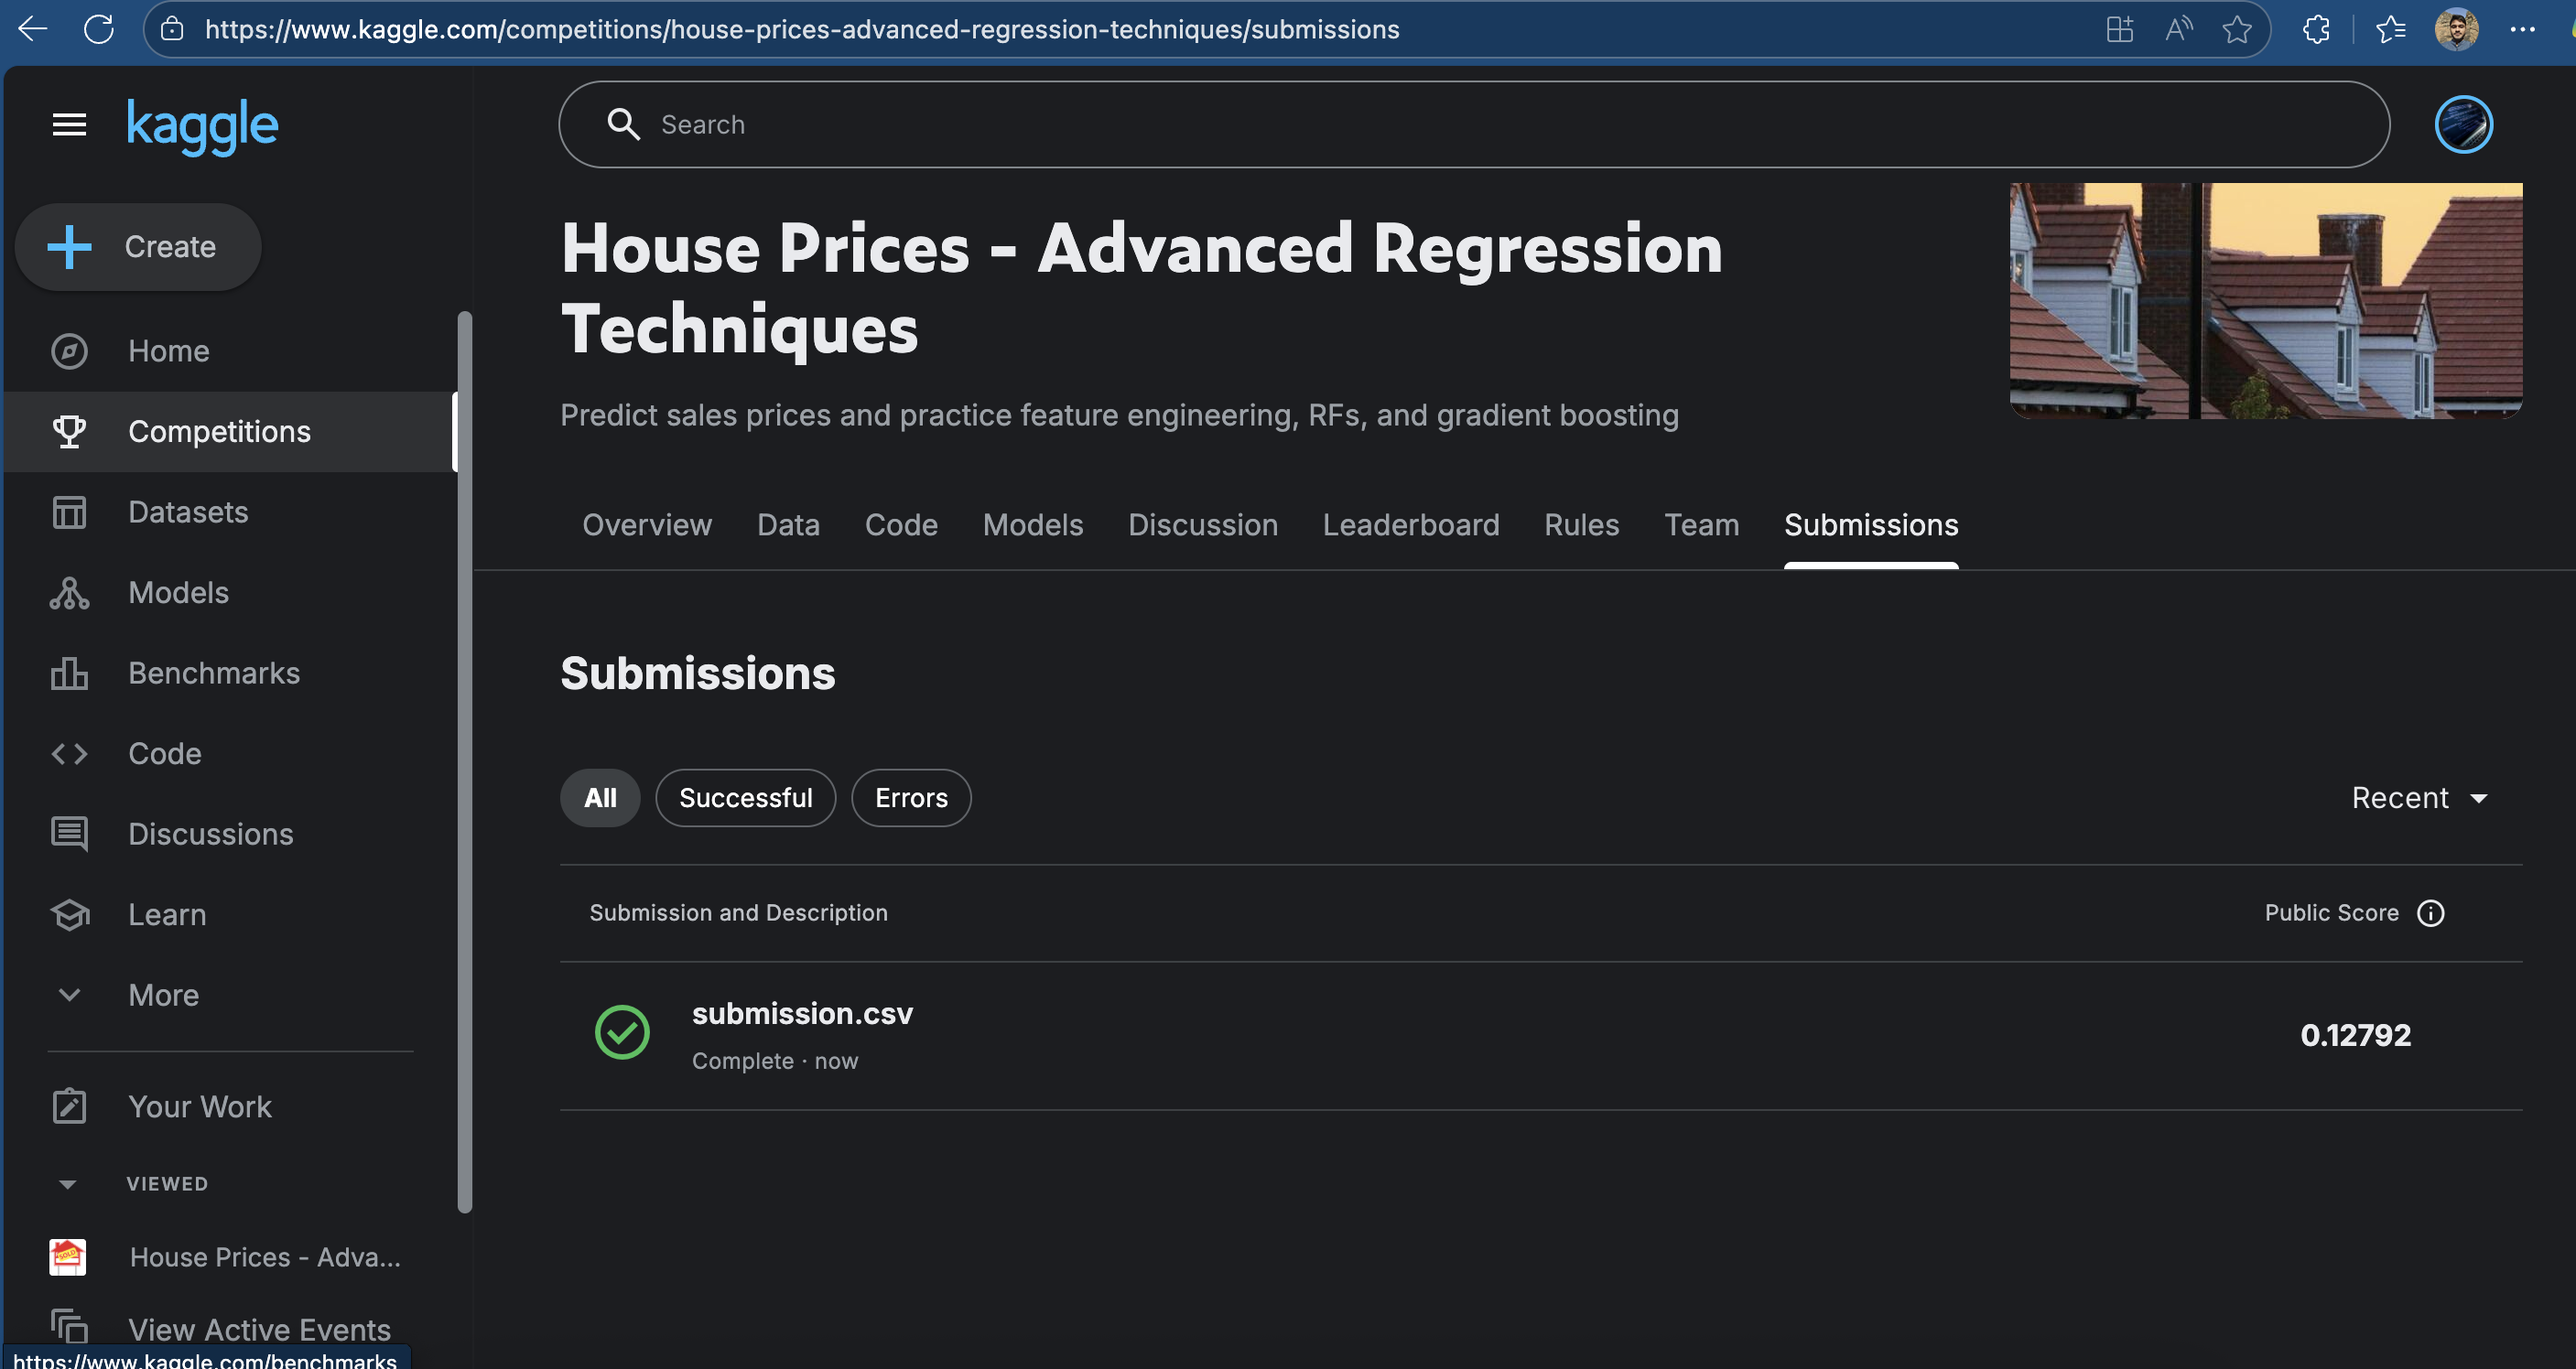 https://www.kaggle.com/competitions/house-prices-advanced-regression-techniques/submissions
kaggle
Search
Create
Home
Competitions
Datasets
Models
Benchmarks
Code
Discussions
Learn
More
Your Work
VIEWED
House Prices - Adva...
View Active Events
https://www.kaggle.com/benchmarks
House Prices - Advanced Regression
Techniques
Predict sales prices and practice feature engineering, RFs, and gradient boosting
Overview Data Code Models Discussion Leaderboard Rules Team Submissions
Submissions
All Successful Errors Recent
Submission and Description Public Score
submission.csv
Complete · now
0.12792